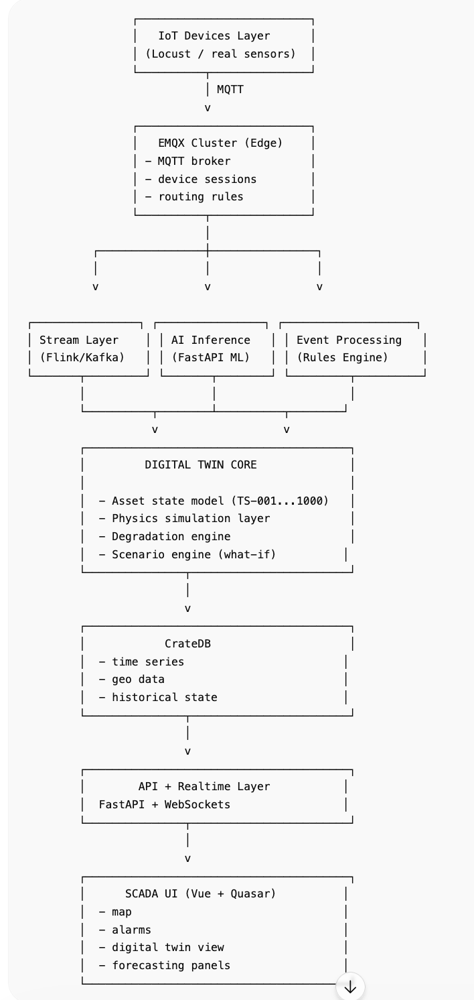 IoT Devices Layer
(Locust / real sensors)
MQTT
v
EMQX Cluster (Edge)
– MQTT broker
– device sessions
– routing rules
v v v
Stream Layer AI Inference Event Processing
(Flink/Kafka) (FastAPI ML) (Rules Engine)
v v
DIGITAL TWIN CORE
– Asset state model (TS–001...1000)
– Physics simulation layer
– Degradation engine
– Scenario engine (what–if)
v
CrateDB
– time series
– geo data
– historical state
v
API + Realtime Layer
FastAPI + WebSockets
v
SCADA UI (Vue + Quasar)
– map
– alarms
– digital twin view
– forecasting panels